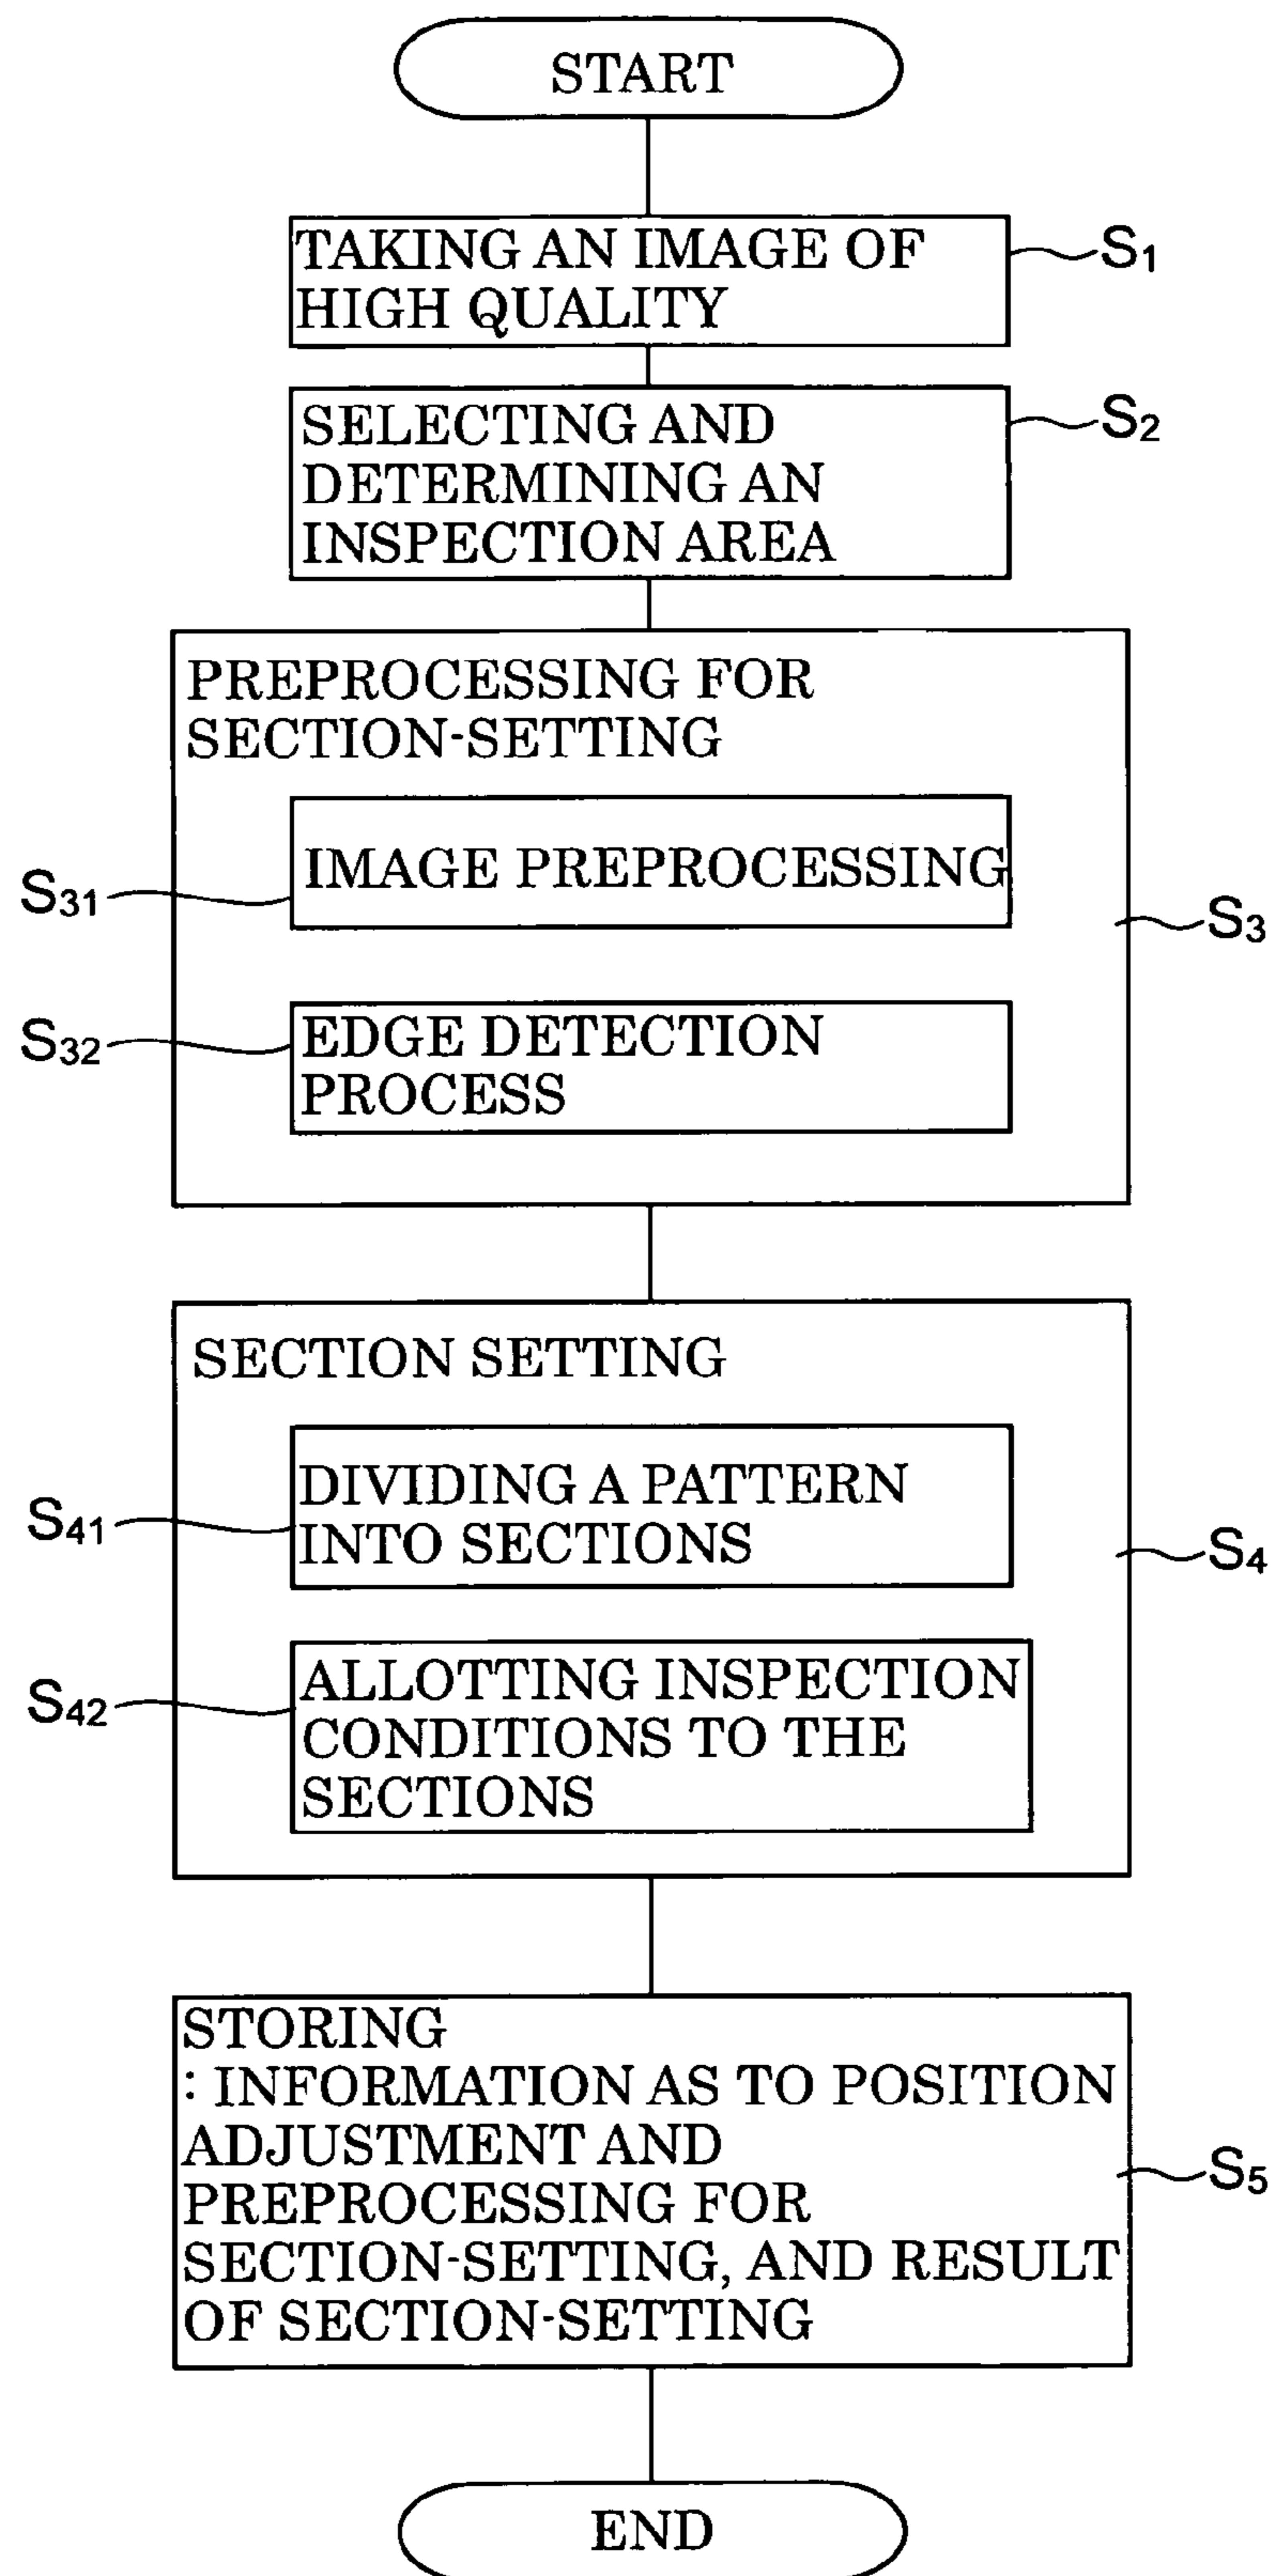 START
TAKING AN IMAGE OF
HIGH QUALITY
S1
SELECTING AND
DETERMINING AN
INSPECTION AREA
S2
PREPROCESSING FOR
SECTION-SETTING
IMAGE PREPROCESSING
S31
S3
EDGE DETECTION
PROCESS
S32
SECTION SETTING
DIVIDING A PATTERN
INTO SECTIONS
S41
S4
ALLOTTING INSPECTION
CONDITIONS TO THE
SECTIONS
S42
STORING
: INFORMATION AS TO POSITION
ADJUSTMENT AND
PREPROCESSING FOR
SECTION-SETTING, AND RESULT
OF SECTION-SETTING
S5
END